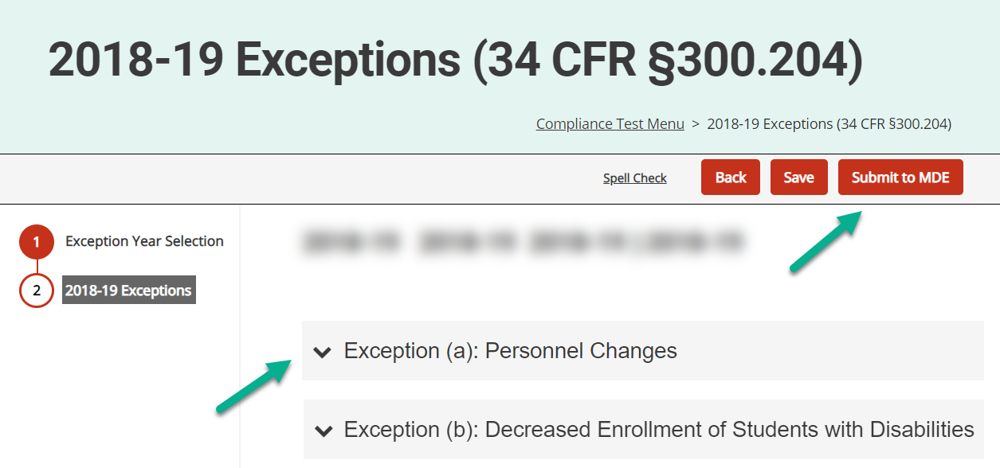 2018-19 Exceptions (34 CFR §300.204)
Compliance Test Menu > 2018-19 Exceptions (34 CFR §300.204)
Spell Check Back Save Submit to MDE
1 Exception Year Selection
2 2018-19 Exceptions
Exception (a): Personnel Changes
Exception (b): Decreased Enrollment of Students with Disabilities